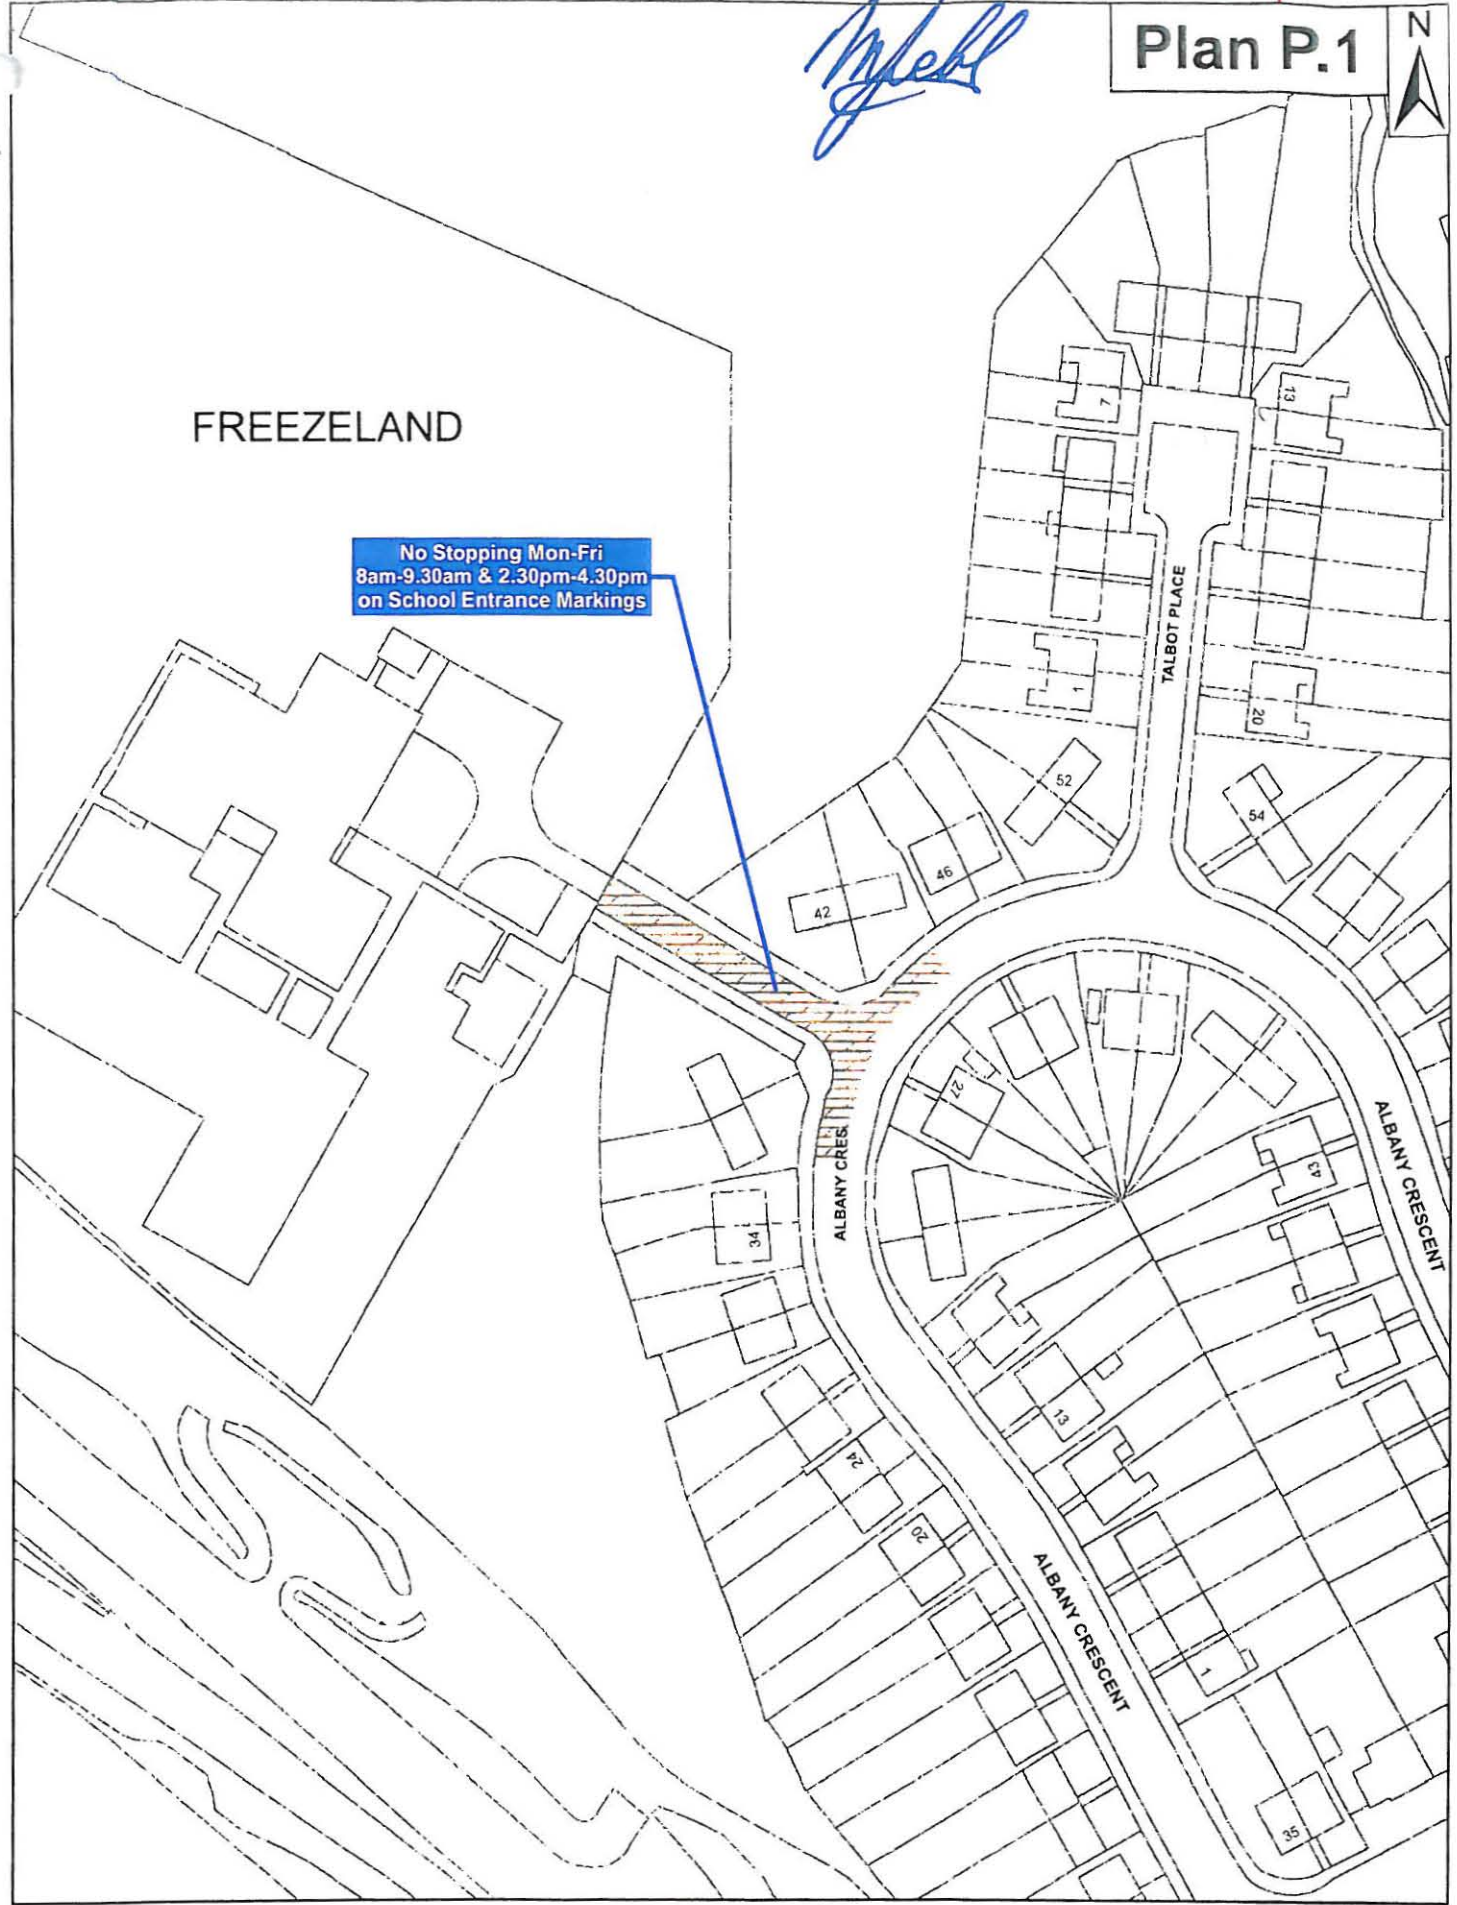 Plan P.1
N
FREEZELAND
No Stopping Mon-Fri
8am-9.30am & 2.30pm-4.30pm
on School Entrance Markings
7
13
TALBOT PLACE
1
20
52
54
46
42
27
43
ALBANY CRES
ALBANY CRESCENT
34
13
24
20
ALBANY CRESCENT
1
35